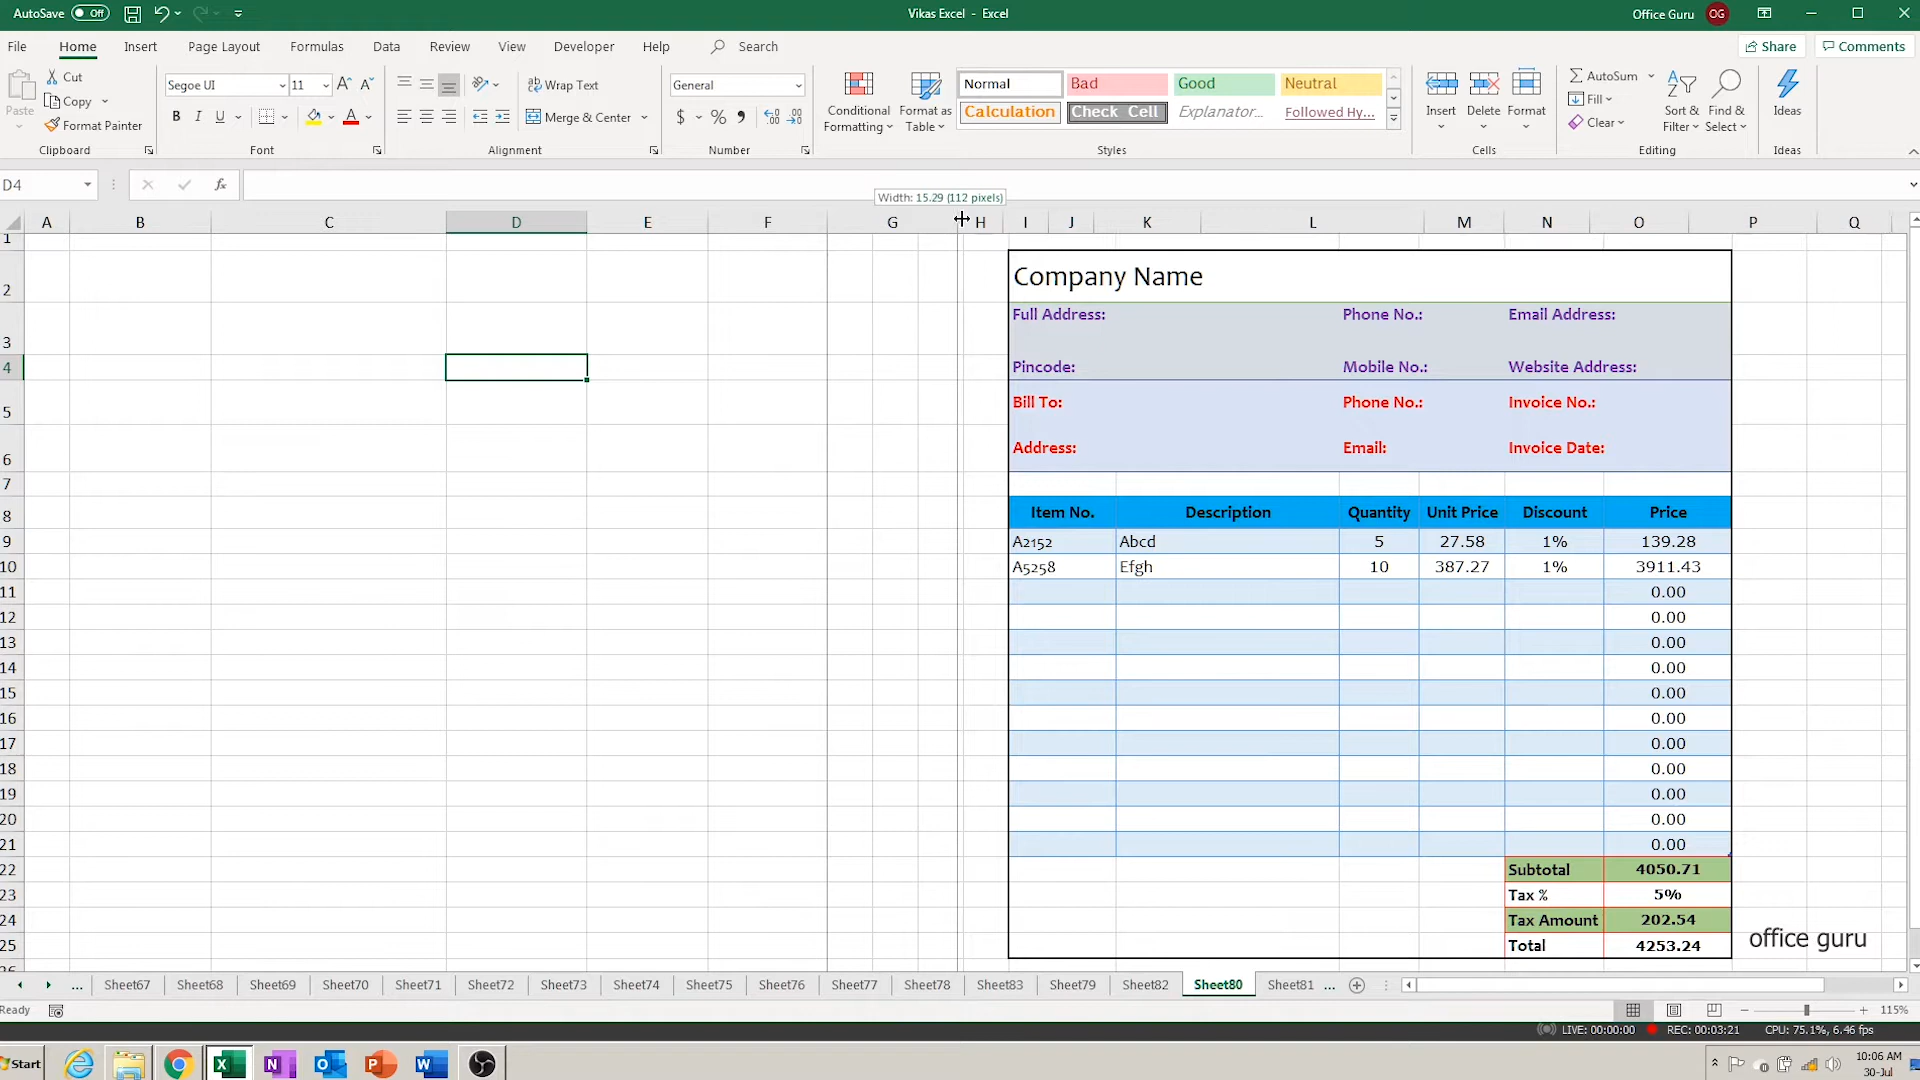 AutoSave Off
Vikas Excel - Excel
Office Guru OG
File Home Insert Page Layout Formulas Data Review View Developer Help Search
Share Comments
Paste
Cut
Copy
Format Painter
Clipboard
Segoe UI 11
B I U
Font
Wrap Text
Merge & Center
Alignment
General
$ % ,
Number
Conditional Formatting
Format as Table
Normal Bad Good Neutral
Calculation Check Cell Explanator... Followed Hy...
Styles
Insert Delete Format
Cells
AutoSum
Fill
Clear
Sort & Filter
Find & Select
Editing
Ideas
Ideas
D4
fx
Width: 15.29 (112 pixels)
A B C D E F G H I J K L M N O P Q
1
2 Company Name
3 Full Address: Phone No.: Email Address:
4 Pincode: Mobile No.: Website Address:
5 Bill To: Phone No.: Invoice No.:
6 Address: Email: Invoice Date:
7
8 Item No. Description Quantity Unit Price Discount Price
9 A2152 Abcd 5 27.58 1% 139.28
10 A5258 Efgh 10 387.27 1% 3911.43
11 0.00
12 0.00
13 0.00
14 0.00
15 0.00
16 0.00
17 0.00
18 0.00
19 0.00
20 0.00
21 0.00
22 Subtotal 4050.71
23 Tax % 5%
24 Tax Amount 202.54
25 Total 4253.24
office guru
... Sheet67 Sheet68 Sheet69 Sheet70 Sheet71 Sheet72 Sheet73 Sheet74 Sheet75 Sheet76 Sheet77 Sheet78 Sheet83 Sheet79 Sheet82 Sheet80 Sheet81 ...
Ready
115%
LIVE: 00:00:00 REC: 00:03:21 CPU: 75.1%, 6.46 fps
Start
10:06 AM
30-Jul